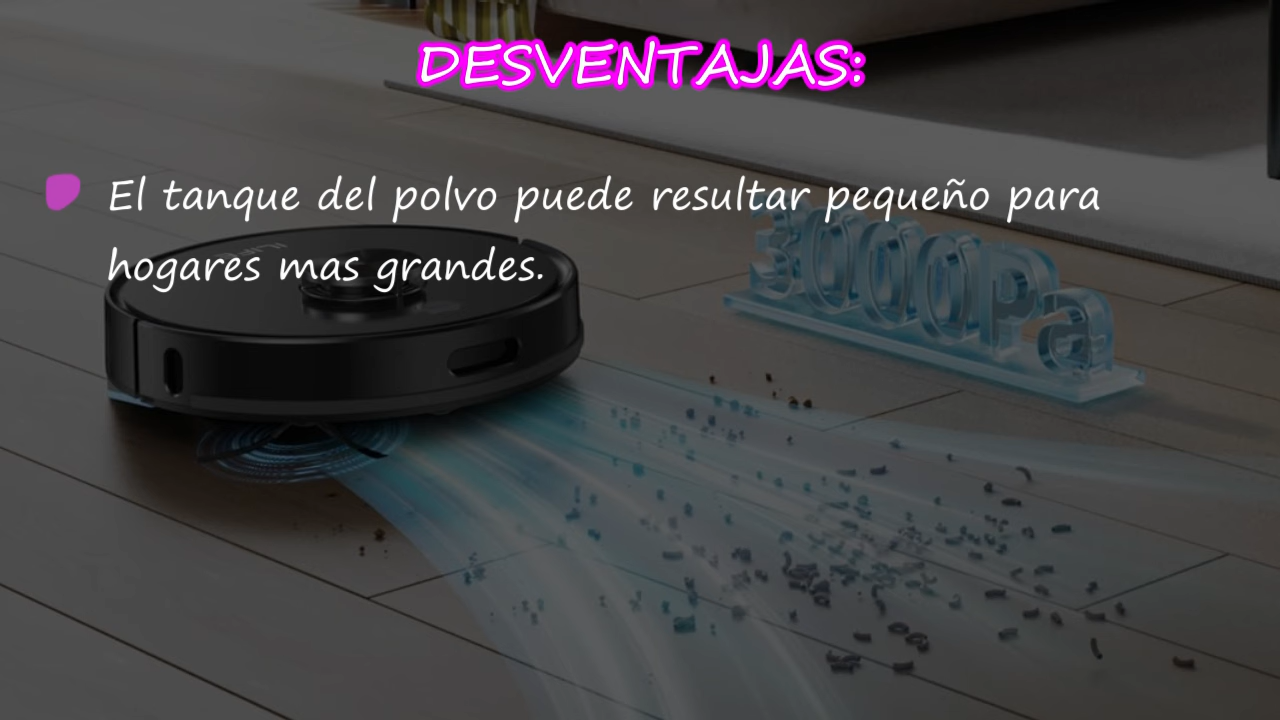 DESVENTAJAS:
El tanque del polvo puede resultar pequeño para
hogares mas grandes.
3000Pa